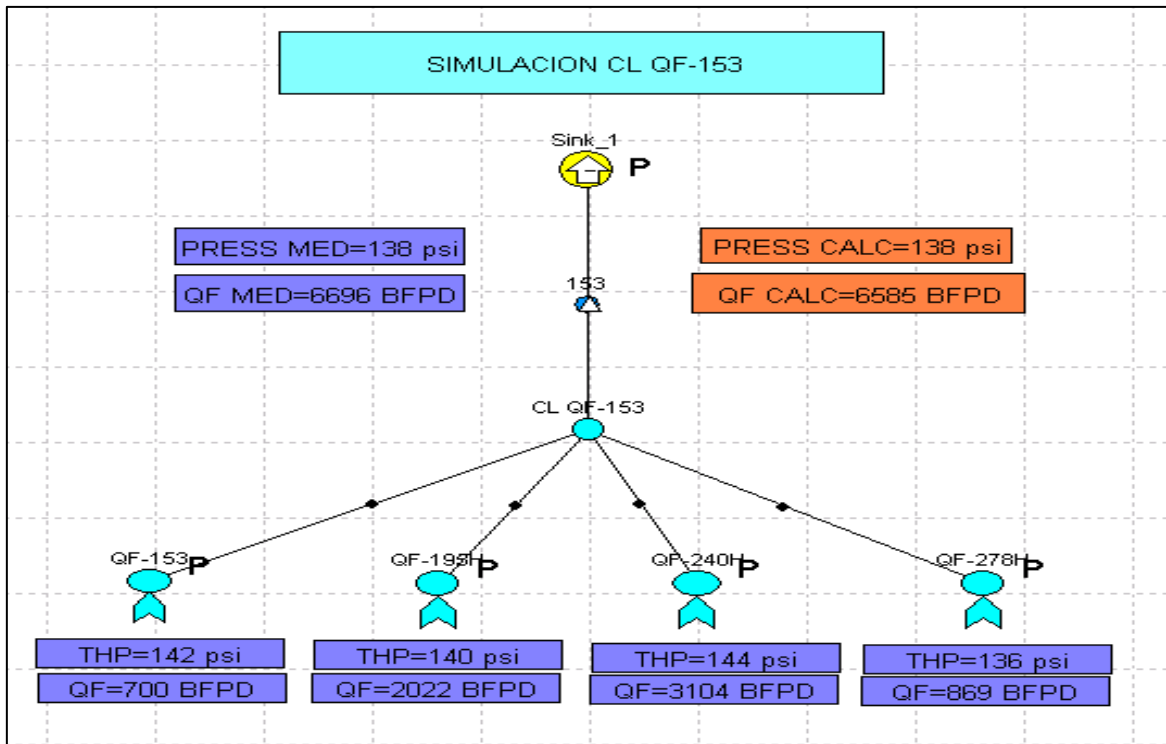 SIMULACION CL QF-153
Sink_1
P
PRESS MED=138 psi
PRESS CALC=138 psi
QF MED=6696 BFPD
153
QF CALC=6585 BFPD
CL QF-153
QF-153 P
QF-195H P
QF-240H P
QF-278H P
THP=142 psi
THP=140 psi
THP=144 psi
THP=136 psi
QF=700 BFPD
QF=2022 BFPD
QF=3104 BFPD
QF=869 BFPD